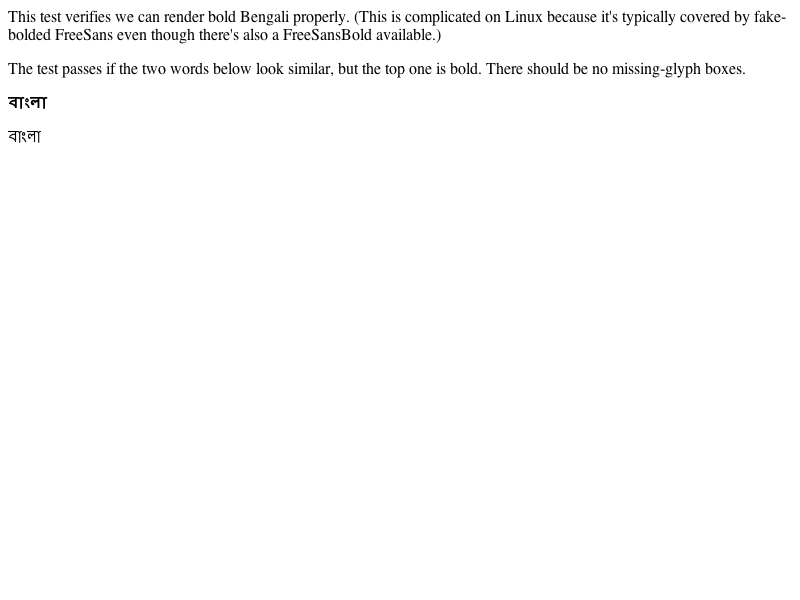 This test verifies we can render bold Bengali properly. (This is complicated on Linux because it's typically covered by fake-
bolded FreeSans even though there's also a FreeSansBold available.)
The test passes if the two words below look similar, but the top one is bold. There should be no missing-glyph boxes.
বাংলা
বাংলা